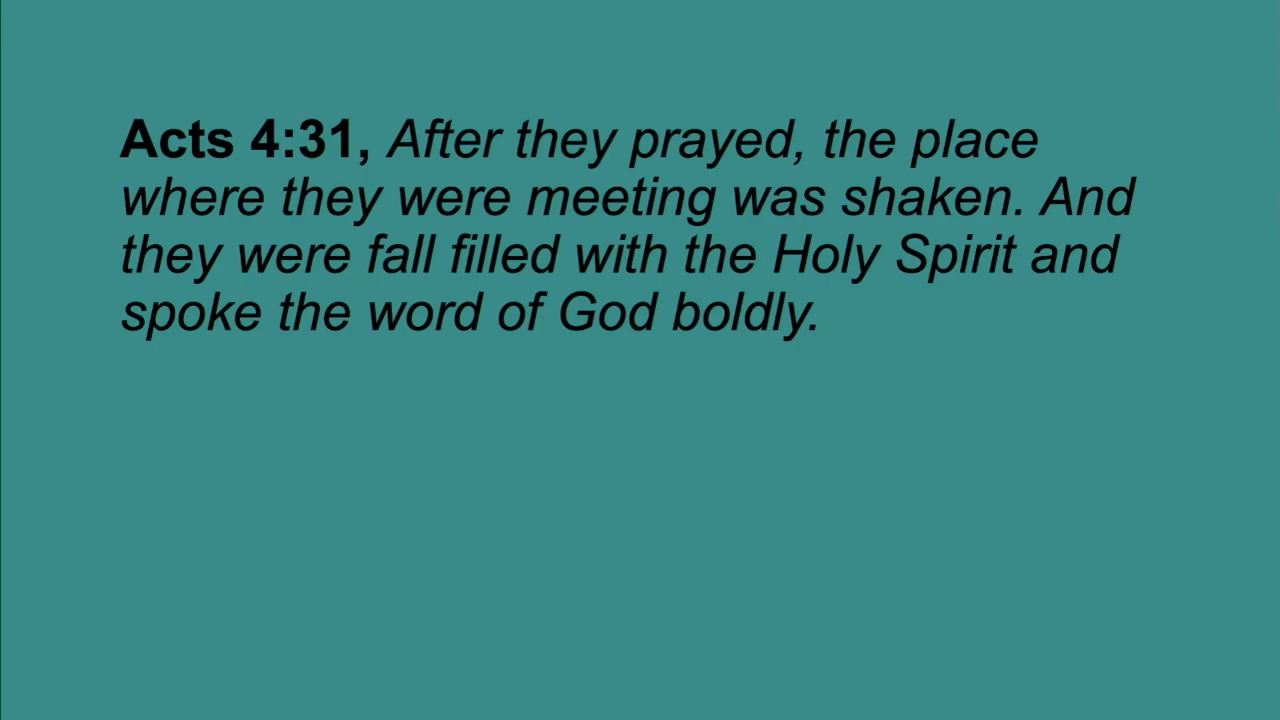 Acts 4:31, After they prayed, the place
where they were meeting was shaken. And
they were fall filled with the Holy Spirit and
spoke the word of God boldly.